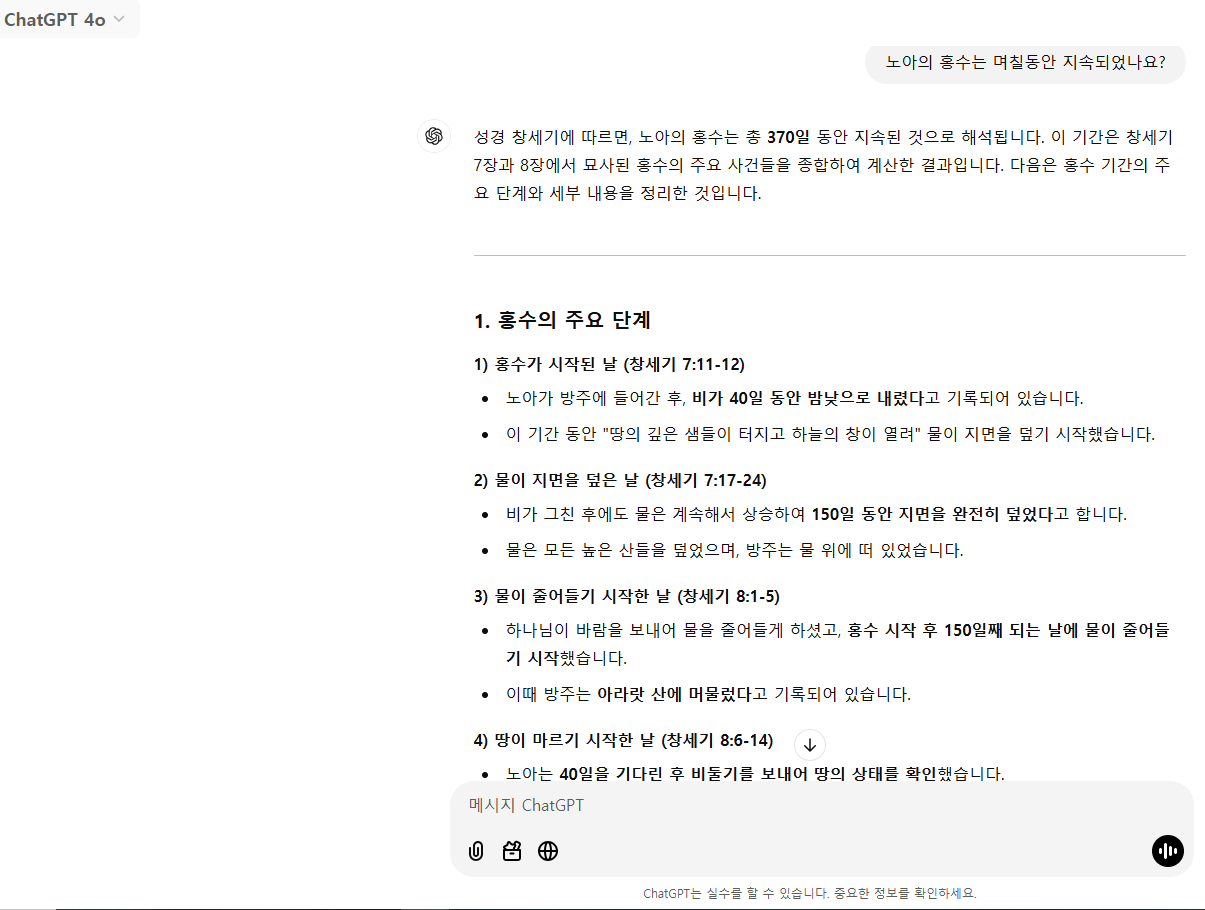 ChatGPT 4o
노아의 홍수는 며칠동안 지속되었나요?
성경 창세기에 따르면, 노아의 홍수는 총 370일 동안 지속된 것으로 해석됩니다. 이 기간은 창세기
7장과 8장에서 묘사된 홍수의 주요 사건들을 종합하여 계산한 결과입니다. 다음은 홍수 기간의 주
요 단계와 세부 내용을 정리한 것입니다.
1. 홍수의 주요 단계
1) 홍수가 시작된 날 (창세기 7:11-12)
• 노아가 방주에 들어간 후, 비가 40일 동안 밤낮으로 내렸다고 기록되어 있습니다.
• 이 기간 동안 "땅의 깊은 샘들이 터지고 하늘의 창이 열려" 물이 지면을 덮기 시작했습니다.
2) 물이 지면을 덮은 날 (창세기 7:17-24)
• 비가 그친 후에도 물은 계속해서 상승하여 150일 동안 지면을 완전히 덮었다고 합니다.
• 물은 모든 높은 산들을 덮었으며, 방주는 물 위에 떠 있었습니다.
3) 물이 줄어들기 시작한 날 (창세기 8:1-5)
• 하나님이 바람을 보내어 물을 줄어들게 하셨고, 홍수 시작 후 150일째 되는 날에 물이 줄어들
기 시작했습니다.
• 이때 방주는 아라랏 산에 머물렀다고 기록되어 있습니다.
4) 땅이 마르기 시작한 날 (창세기 8:6-14)
• 노아는 40일을 기다린 후 비둘기를 보내어 땅의 상태를 확인했습니다.
메시지 ChatGPT
ChatGPT는 실수를 할 수 있습니다. 중요한 정보를 확인하세요.